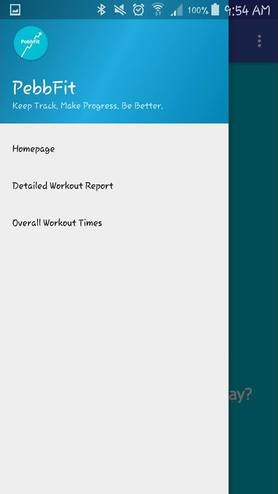 100% 9:54 AM
PebbFit
PebbFit
Keep Track. Make Progress. Be Better.
Homepage
Detailed Workout Report
Overall Workout Times
ay?